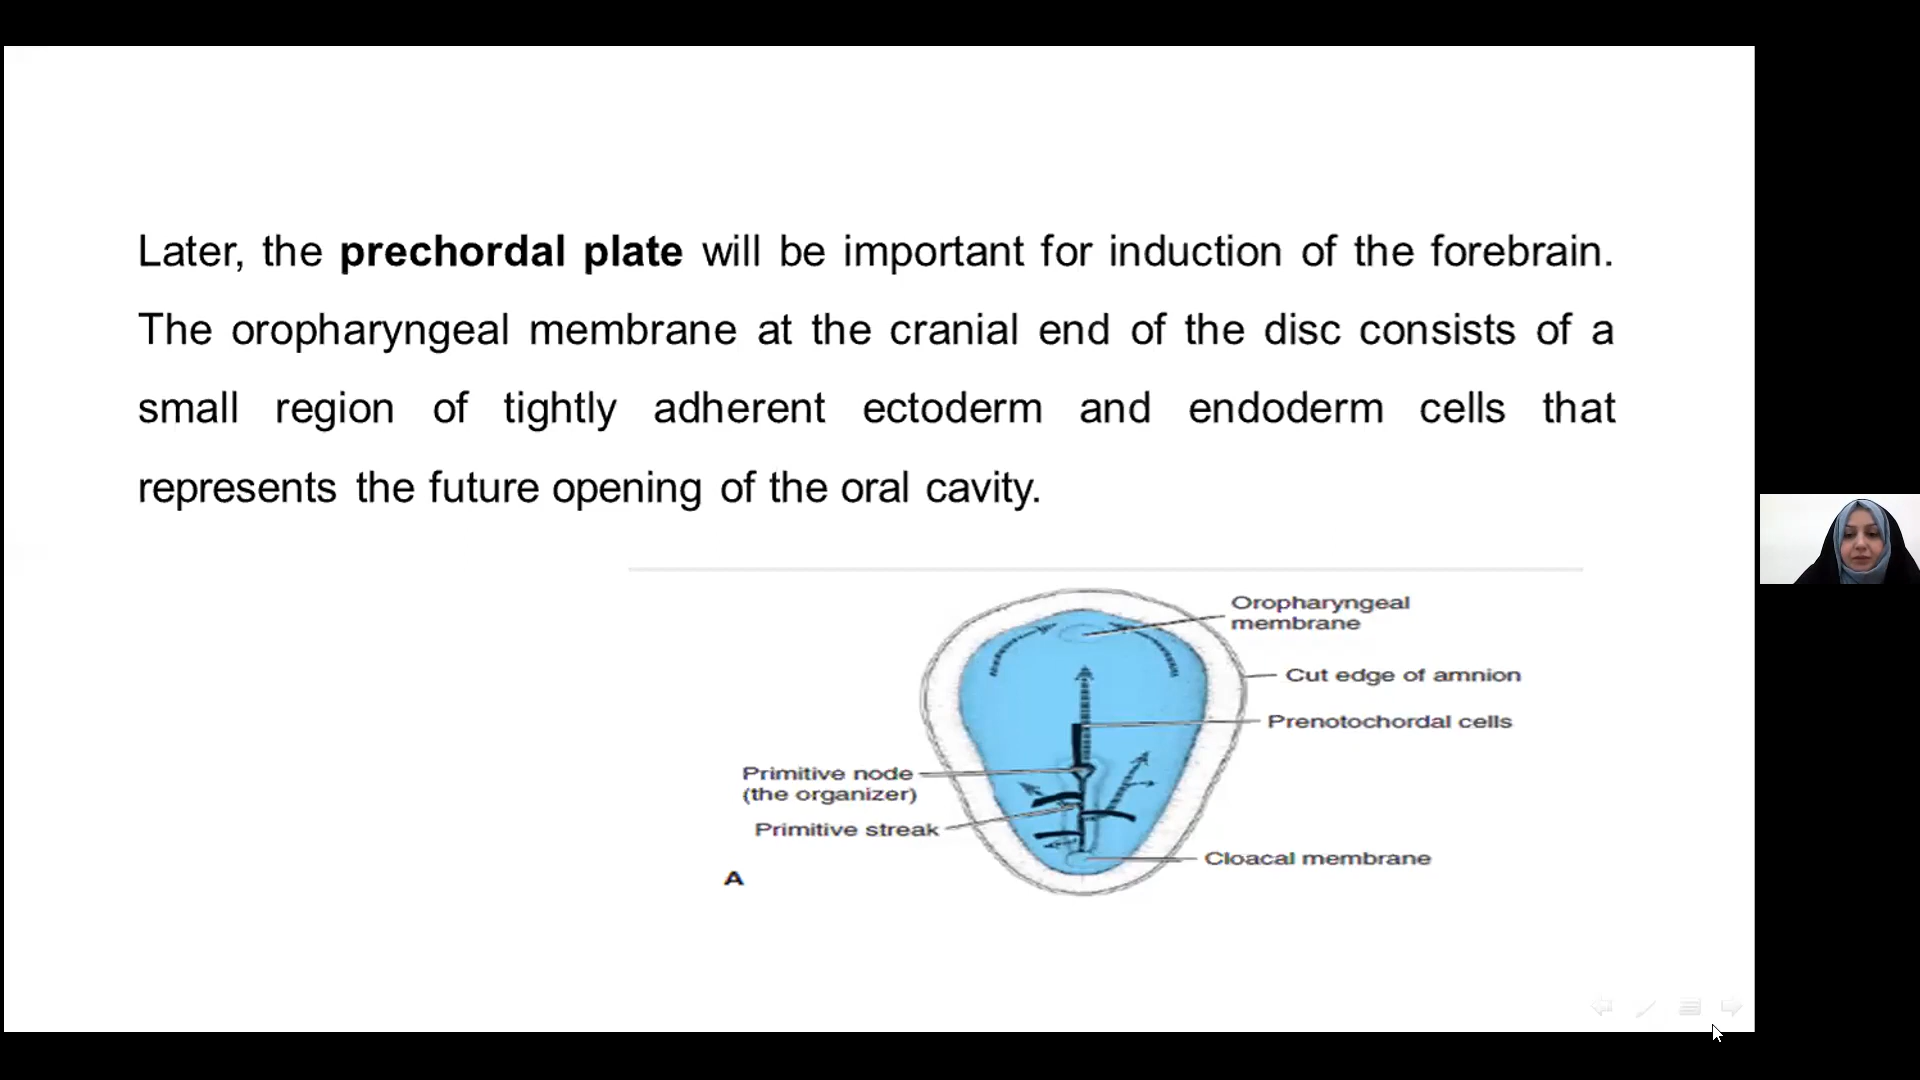 Later, the prechordal plate will be important for induction of the forebrain.
The oropharyngeal membrane at the cranial end of the disc consists of a
small region of tightly adherent ectoderm and endoderm cells that
represents the future opening of the oral cavity.
Oropharyngeal
membrane
Cut edge of amnion
Prenotochordal cells
Primitive node
(the organizer)
Primitive streak
Cloacal membrane
A